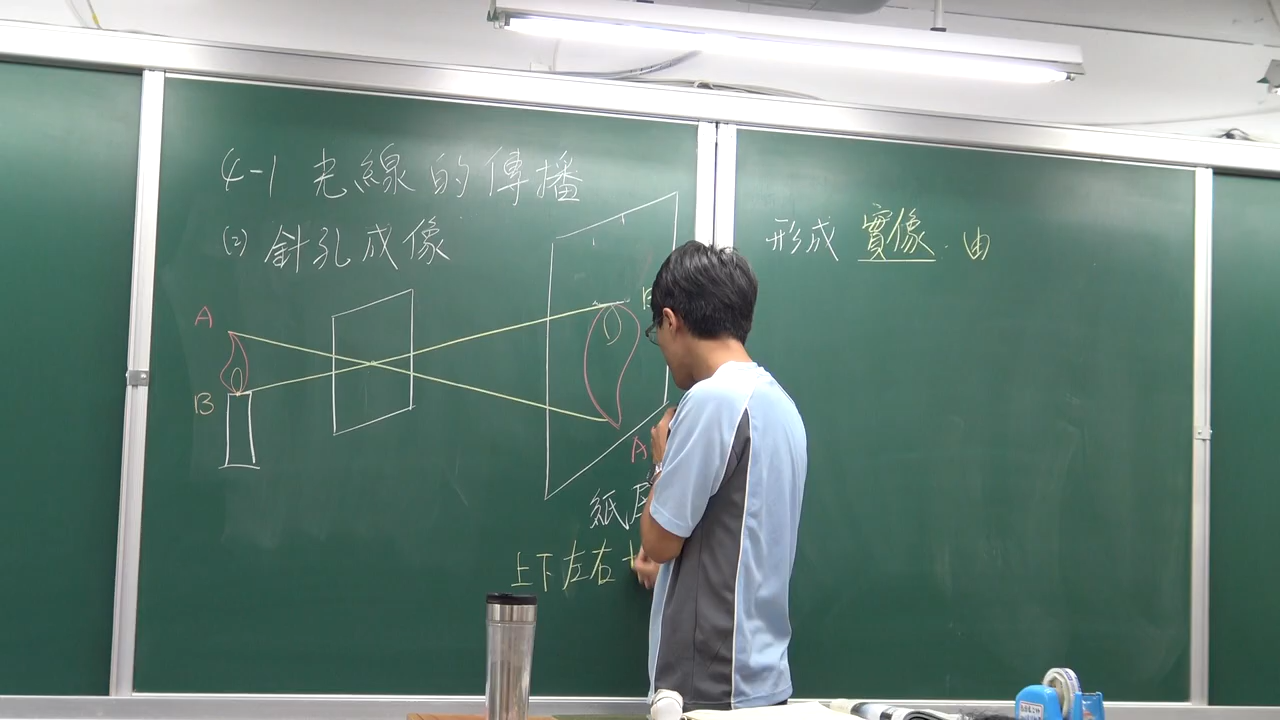 4-1 光線的傳播
(2) 針孔成像
A
B
A
紙
上下左右
形成 實像. 由